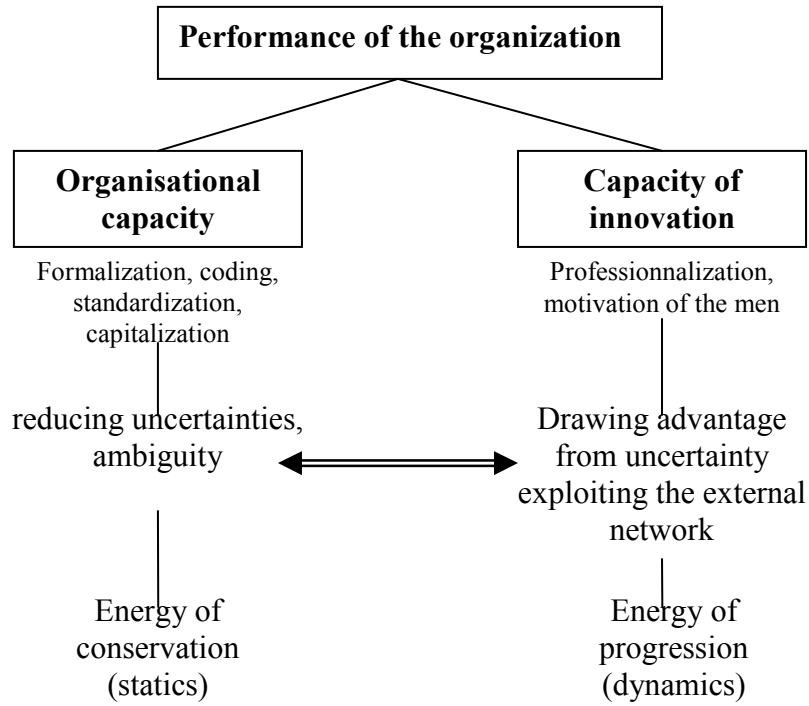 Performance of the organization
Organisational
capacity
Formalization, coding,
standardization,
capitalization
reducing uncertainties,
ambiguity
Energy of
conservation
(statics)
Capacity of
innovation
Professionnalization,
motivation of the men
Drawing advantage
from uncertainty
exploiting the external
network
Energy of
progression
(dynamics)